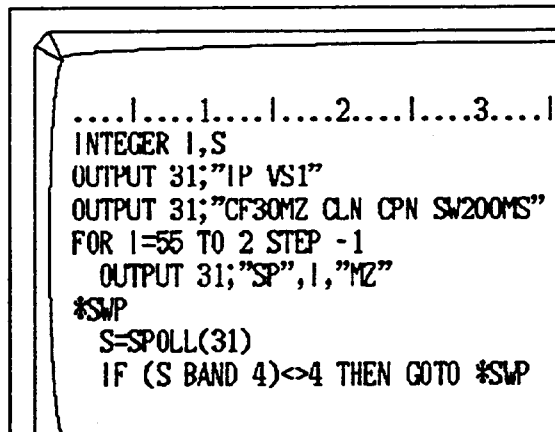 ....|....1....|....2....|....3....|
INTEGER I,S
OUTPUT 31;"IP VS1"
OUTPUT 31;"CF30MZ CLN CPN SW200MS"
FOR I=55 TO 2 STEP -1
  OUTPUT 31;"SP",I,"MZ"
*SWP
  S=SPOLL(31)
  IF (S BAND 4)<>4 THEN GOTO *SWP